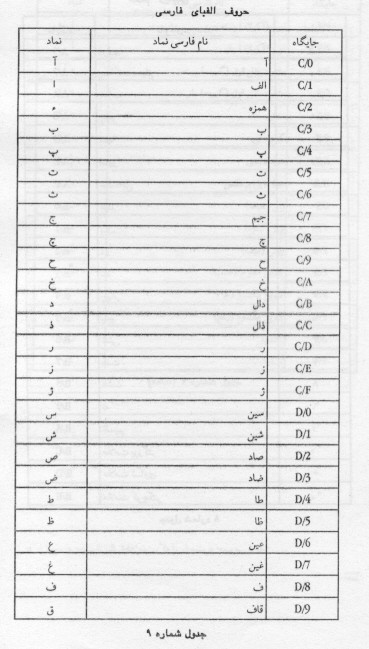 حروف الفبای فارسی
جایگاه نام فارسی نماد نماد
C/0 آ آ
C/1 الف ا
C/2 همزه ء
C/3 ب ب
C/4 پ پ
C/5 ت ت
C/6 ث ث
C/7 جیم ج
C/8 چ چ
C/9 ح ح
C/A خ خ
C/B دال د
C/C ذال ذ
C/D ر ر
C/E ز ز
C/F ژ ژ
D/0 سین س
D/1 شین ش
D/2 صاد ص
D/3 ضاد ض
D/4 طا ط
D/5 ظا ظ
D/6 عین ع
D/7 غین غ
D/8 ف ف
D/9 قاف ق
جدول شماره ۹